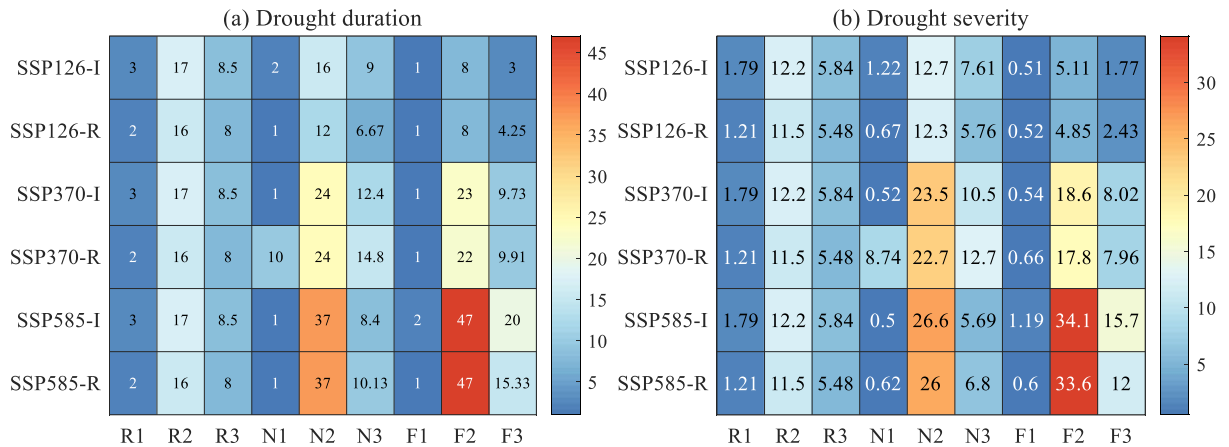 (a) Drought duration
SSP126-I 3 17 8.5 2 16 9 1 8 3
SSP126-R 2 16 8 1 12 6.67 1 8 4.25
SSP370-I 3 17 8.5 1 24 12.4 1 23 9.73
SSP370-R 2 16 8 10 24 14.8 1 22 9.91
SSP585-I 3 17 8.5 1 37 8.4 2 47 20
SSP585-R 2 16 8 1 37 10.13 1 47 15.33
R1 R2 R3 N1 N2 N3 F1 F2 F3
45
40
35
30
25
20
15
10
5
(b) Drought severity
SSP126-I 1.79 12.2 5.84 1.22 12.7 7.61 0.51 5.11 1.77
SSP126-R 1.21 11.5 5.48 0.67 12.3 5.76 0.52 4.85 2.43
SSP370-I 1.79 12.2 5.84 0.52 23.5 10.5 0.54 18.6 8.02
SSP370-R 1.21 11.5 5.48 8.74 22.7 12.7 0.66 17.8 7.96
SSP585-I 1.79 12.2 5.84 0.5 26.6 5.69 1.19 34.1 15.7
SSP585-R 1.21 11.5 5.48 0.62 26 6.8 0.6 33.6 12
R1 R2 R3 N1 N2 N3 F1 F2 F3
30
25
20
15
10
5